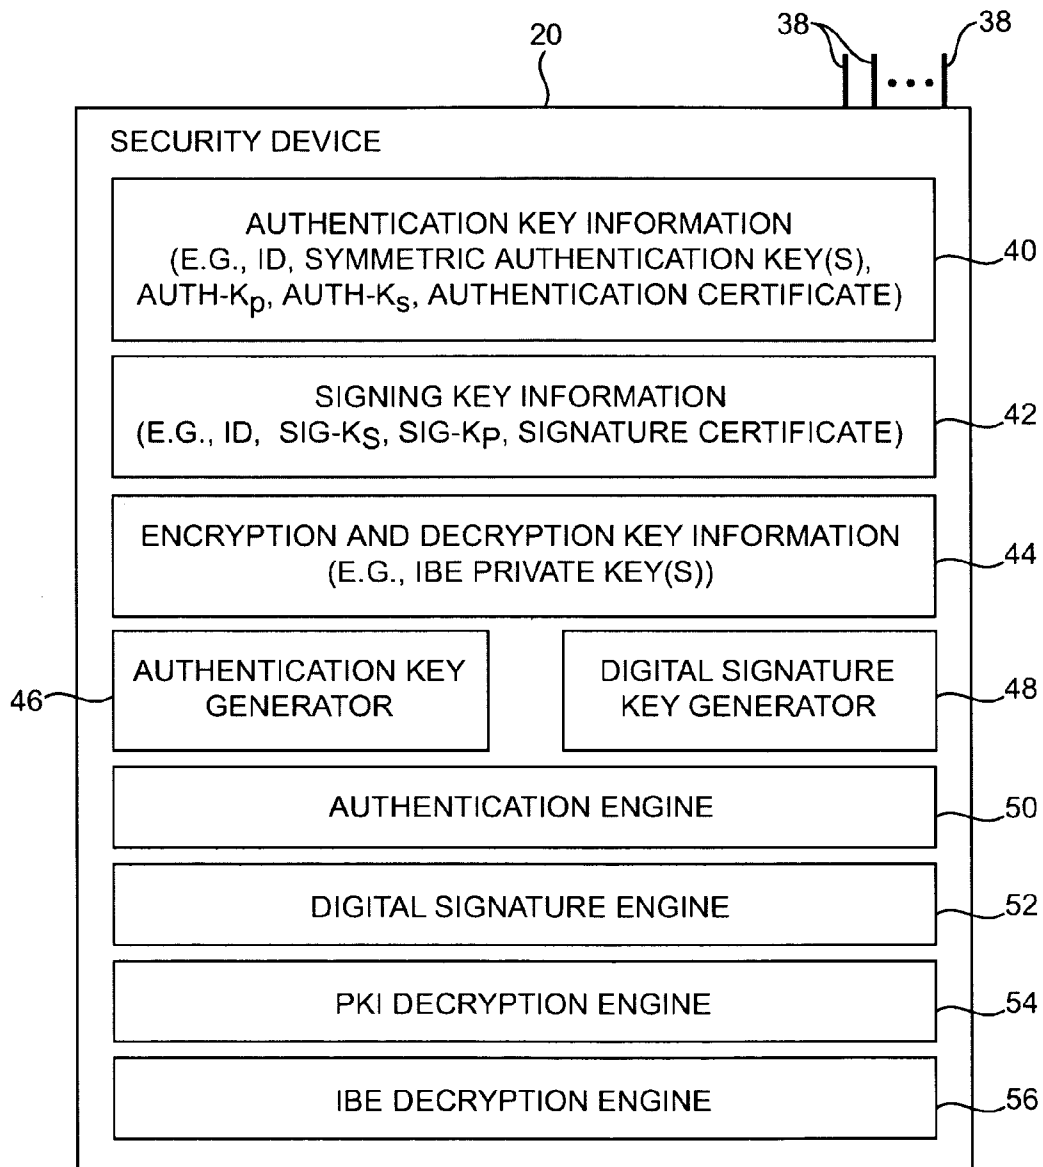 20
38
38
SECURITY DEVICE
AUTHENTICATION KEY INFORMATION
(E.G., ID, SYMMETRIC AUTHENTICATION KEY(S),
AUTH-Kp, AUTH-Ks, AUTHENTICATION CERTIFICATE)
40
SIGNING KEY INFORMATION
(E.G., ID, SIG-KS, SIG-KP, SIGNATURE CERTIFICATE)
42
ENCRYPTION AND DECRYPTION KEY INFORMATION
(E.G., IBE PRIVATE KEY(S))
44
46
AUTHENTICATION KEY
GENERATOR
DIGITAL SIGNATURE
KEY GENERATOR
48
AUTHENTICATION ENGINE
50
DIGITAL SIGNATURE ENGINE
52
PKI DECRYPTION ENGINE
54
IBE DECRYPTION ENGINE
56